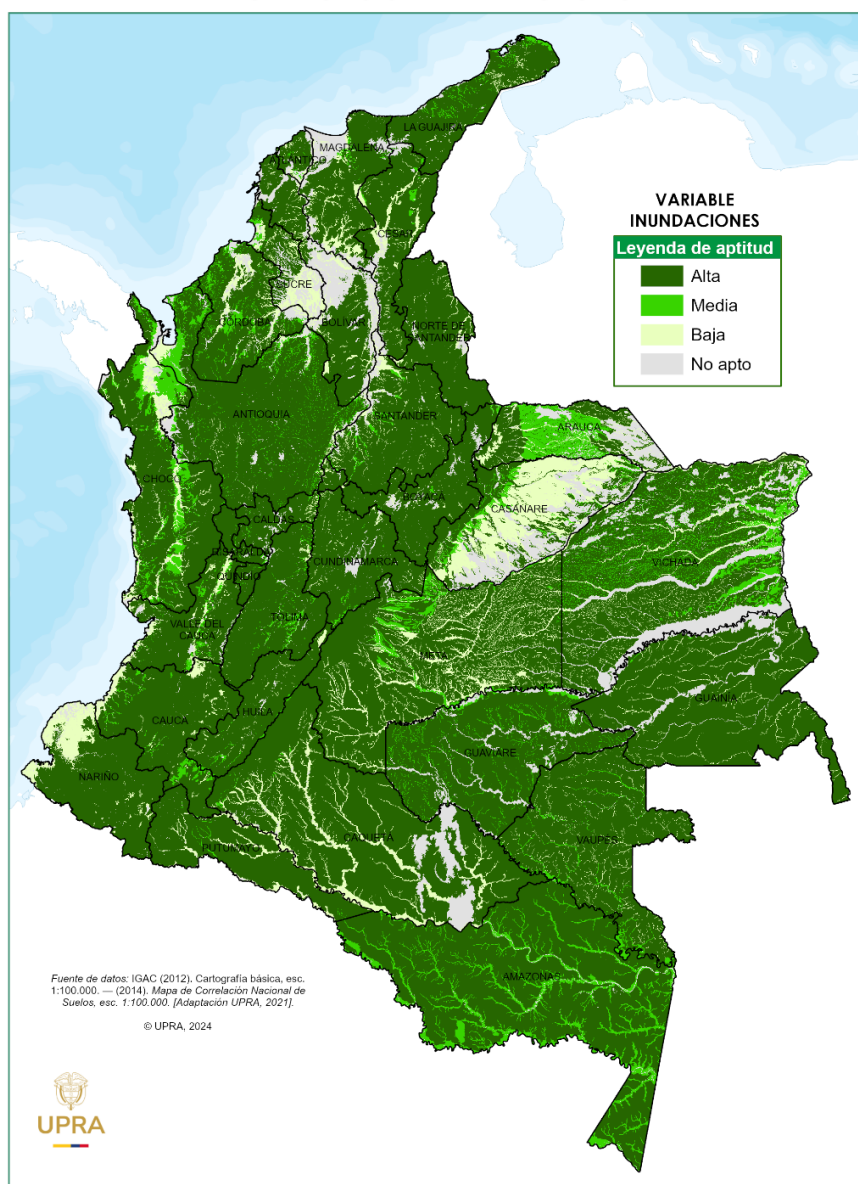 LA GUAJIRA
MAGDALENA
ATLÁNTICO
CESAR
SUCRE
CÓRDOBA
BOLÍVAR
NORTE DE
SANTANDER
ANTIOQUIA
SANTANDER
ARAUCA
CHOCÓ
BOYACÁ
CASANARE
CALDAS
RISARALDA
CUNDINAMARCA
VICHADA
QUINDÍO
VALLE DEL
CAUCA
TOLIMA
META
GUAINÍA
CAUCA
HUILA
GUAVIARE
NARIÑO
VAUPÉS
CAQUETÁ
PUTUMAYO
AMAZONAS
VARIABLE
INUNDACIONES
Leyenda de aptitud
Alta
Media
Baja
No apto
Fuente de datos: IGAC (2012). Cartografía básica, esc.
1:100.000. — (2014). Mapa de Correlación Nacional de
Suelos, esc. 1:100.000. [Adaptación UPRA, 2021].
© UPRA, 2024
UPRA